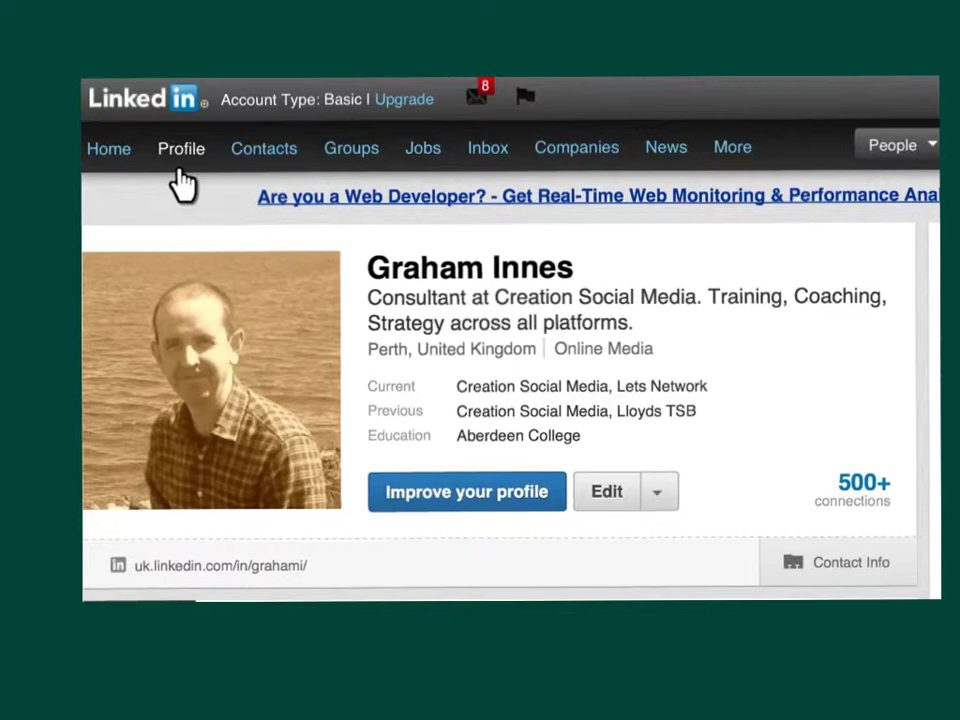 Linked in Account Type: Basic | Upgrade 8
Home Profile Contacts Groups Jobs Inbox Companies News More People
Are you a Web Developer? - Get Real-Time Web Monitoring & Performance Ana
Graham Innes
Consultant at Creation Social Media. Training, Coaching,
Strategy across all platforms.
Perth, United Kingdom | Online Media
Current Creation Social Media, Lets Network
Previous Creation Social Media, Lloyds TSB
Education Aberdeen College
Improve your profile Edit
500+
connections
in uk.linkedin.com/in/grahami/ Contact Info